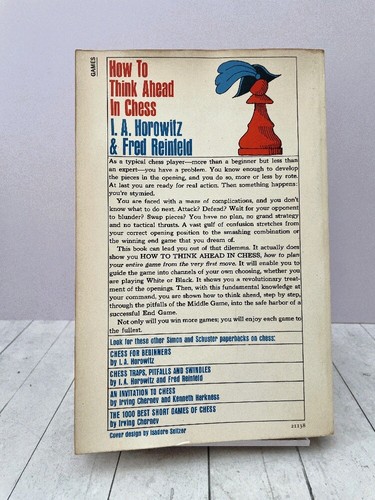 GAMES
How To
Think Ahead
In Chess
I. A. Horowitz
& Fred Reinfeld
As a typical chess player—more than a beginner but less than
an expert—you have a problem. You know enough to develop
the pieces in the opening, and you do so, more or less by rote.
At last you are ready for real action. Then something happens:
you're stymied.
You are faced with a maze of complications, and you don't
know what to do next. Attack? Defend? Wait for your opponent
to blunder? Swap pieces? You have no plan, no grand strategy
and no tactical thrusts. A vast gulf of confusion stretches from
your correct opening position to the smashing combination or
the winning end game that you dream of.
This book can lead you out of that dilemma. It actually does
show you HOW TO THINK AHEAD IN CHESS, how to plan
your entire game from the very first move. It will enable you to
guide the game into channels of your own choosing, whether you
are playing White or Black. It shows you a revolutionary treat-
ment of the openings. Then, with this fundamental knowledge at
your command, you are shown how to think ahead, step by step,
through the pitfalls of the Middle Game, into the safe harbor of a
successful End Game.
Not only will you win more games; you will enjoy each game to
the fullest.
Look for these other Simon and Schuster paperbacks on chess:
CHESS FOR BEGINNERS
by I. A. Horowitz
CHESS TRAPS, PITFALLS AND SWINDLES
by I. A. Horowitz and Fred Reinfeld
AN INVITATION TO CHESS
by Irving Chernev and Kenneth Harkness
THE 1000 BEST SHORT GAMES OF CHESS
by Irving Chernev
Cover design by Isadore Seltzer
21138